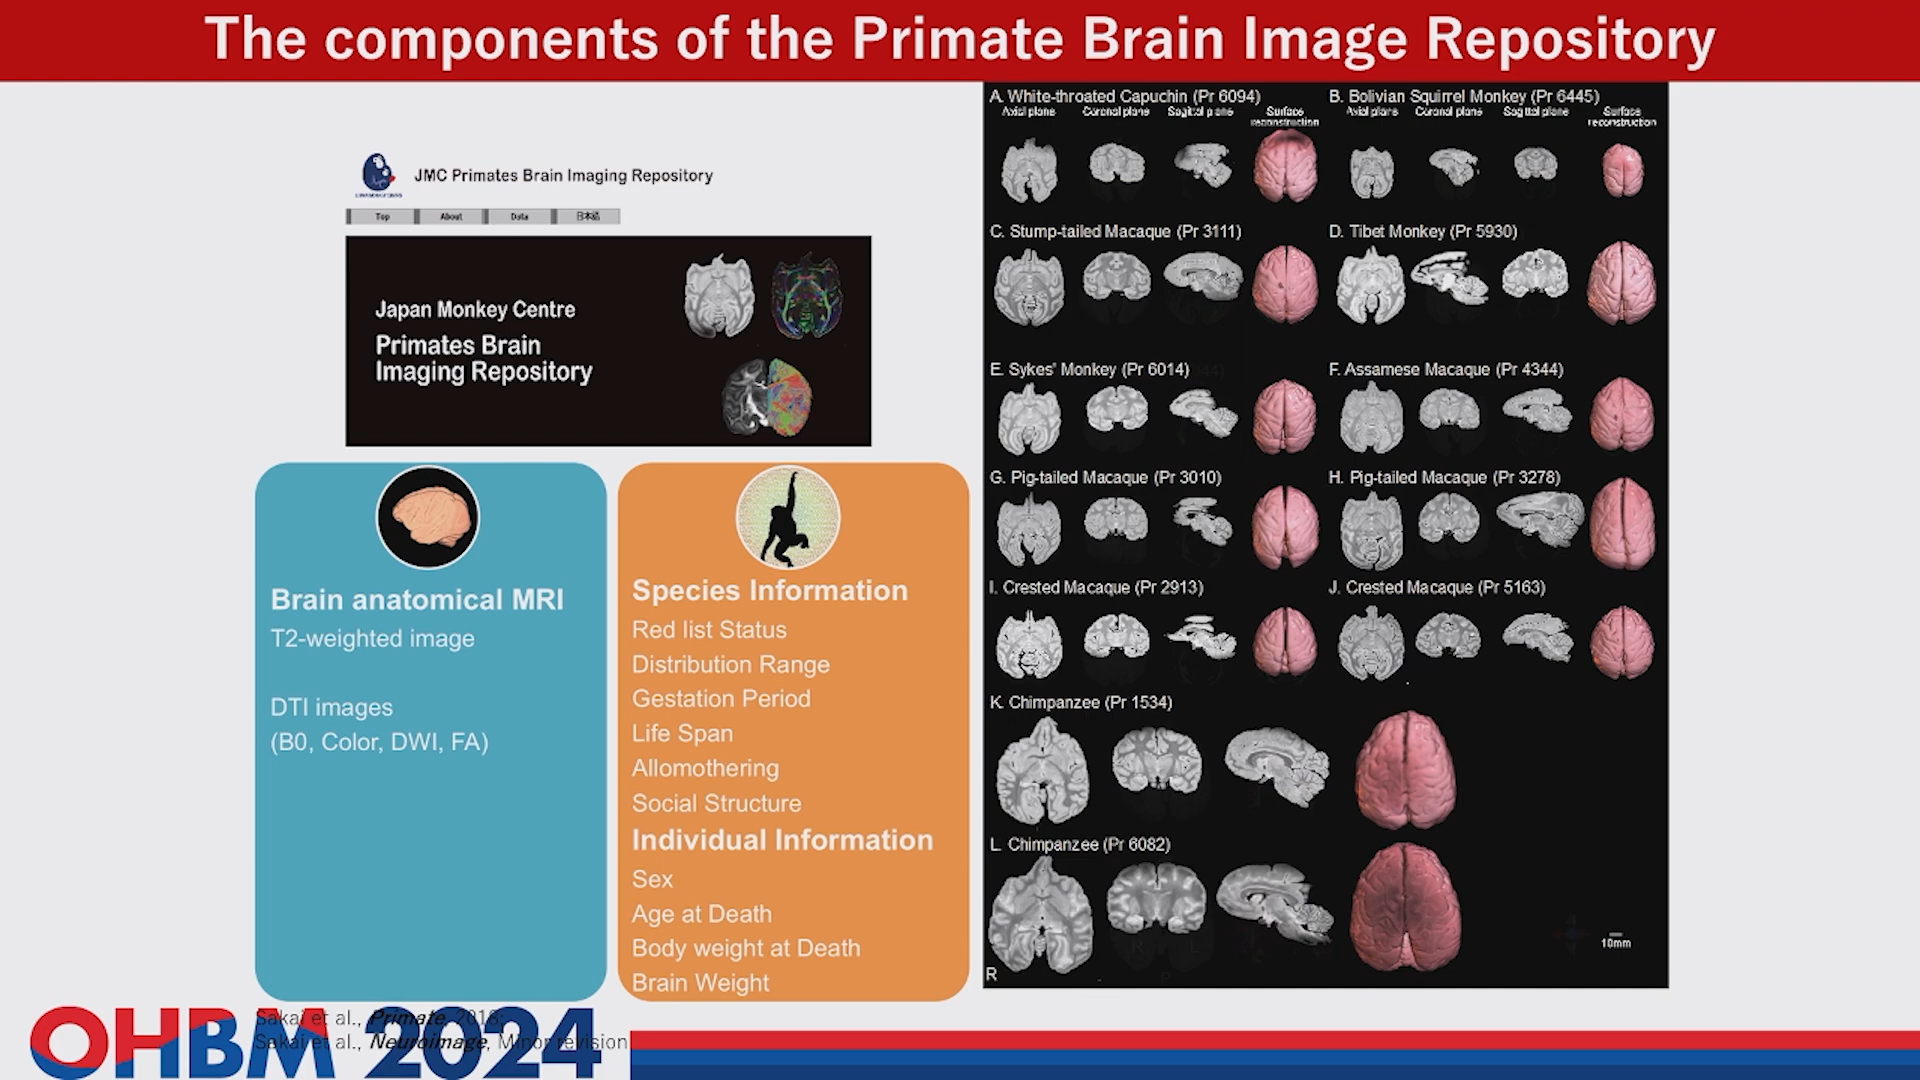 The components of the Primate Brain Image Repository
JMC Primates Brain Imaging Repository
Top
About
Data
日本語
Japan Monkey Centre
Primates Brain
Imaging Repository
Brain anatomical MRI
T2-weighted image
DTI images
(B0, Color, DWI, FA)
Species Information
Red list Status
Distribution Range
Gestation Period
Life Span
Allomothering
Social Structure
Individual Information
Sex
Age at Death
Body weight at Death
Brain Weight
A. White-throated Capuchin (Pr 6094)
Axial plane Coronal plane Sagittal plane Surface reconstruction
B. Bolivian Squirrel Monkey (Pr 6445)
Axial plane Coronal plane Sagittal plane Surface reconstruction
C. Stump-tailed Macaque (Pr 3111)
D. Tibet Monkey (Pr 5930)
E. Sykes' Monkey (Pr 6014)
F. Assamese Macaque (Pr 4344)
G. Pig-tailed Macaque (Pr 3010)
H. Pig-tailed Macaque (Pr 3278)
I. Crested Macaque (Pr 2913)
J. Crested Macaque (Pr 5163)
K. Chimpanzee (Pr 1534)
L. Chimpanzee (Pr 6082)
10mm
R
Sakai et al., Primate, 2018;
Sakai et al., Neuroimage, Minor revision
OHBM 2024